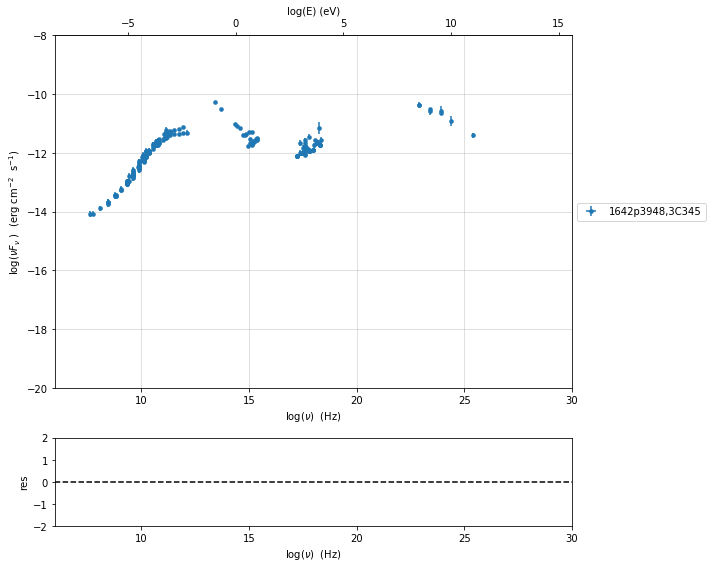 log(E) (eV)
−5 0 5 10 15
−8
−10
−12
−14
−16
−18
−20
log(νFν ) (erg cm⁻² s⁻¹)
10 15 20 25 30
log(ν) (Hz)
1642p3948,3C345
2
1
0
−1
−2
res
10 15 20 25 30
log(ν) (Hz)